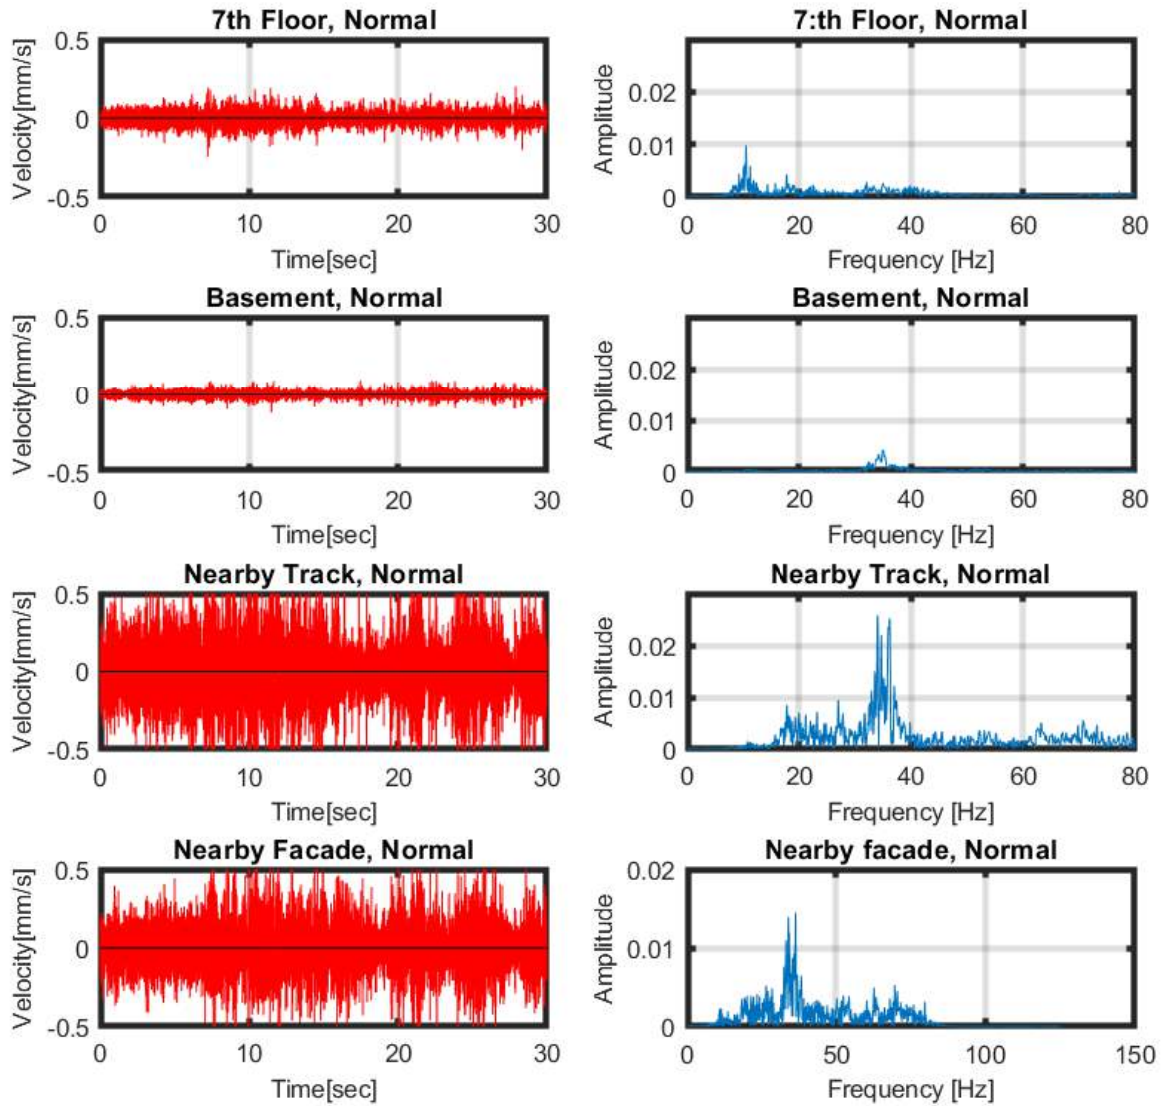 7th Floor, Normal
0.5
0
-0.5
Velocity[mm/s]
0 10 20 30
Time[sec]
7:th Floor, Normal
0.02
0.01
0
Amplitude
0 20 40 60 80
Frequency [Hz]
Basement, Normal
0.5
0
-0.5
Velocity[mm/s]
0 10 20 30
Time[sec]
Basement, Normal
0.02
0.01
0
Amplitude
0 20 40 60 80
Frequency [Hz]
Nearby Track, Normal
0.5
0
-0.5
Velocity[mm/s]
0 10 20 30
Time[sec]
Nearby Track, Normal
0.02
0.01
0
Amplitude
0 20 40 60 80
Frequency [Hz]
Nearby Facade, Normal
0.5
0
-0.5
Velocity[mm/s]
0 10 20 30
Time[sec]
Nearby facade, Normal
0.02
0.01
0
Amplitude
0 50 100 150
Frequency [Hz]